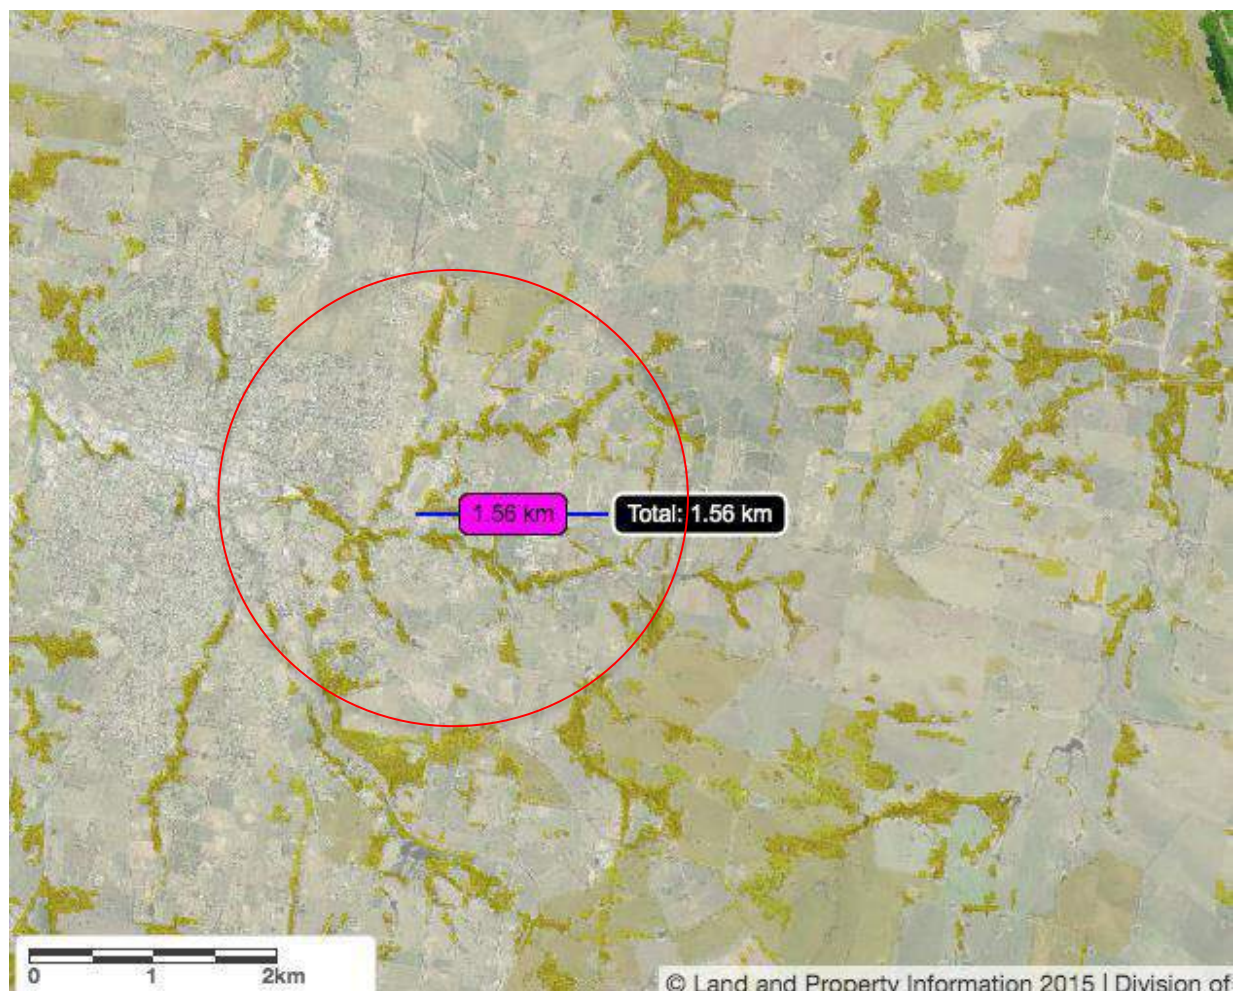 1.56 km
Total: 1.56 km
0 1 2km
© Land and Property Information 2015 | Division of